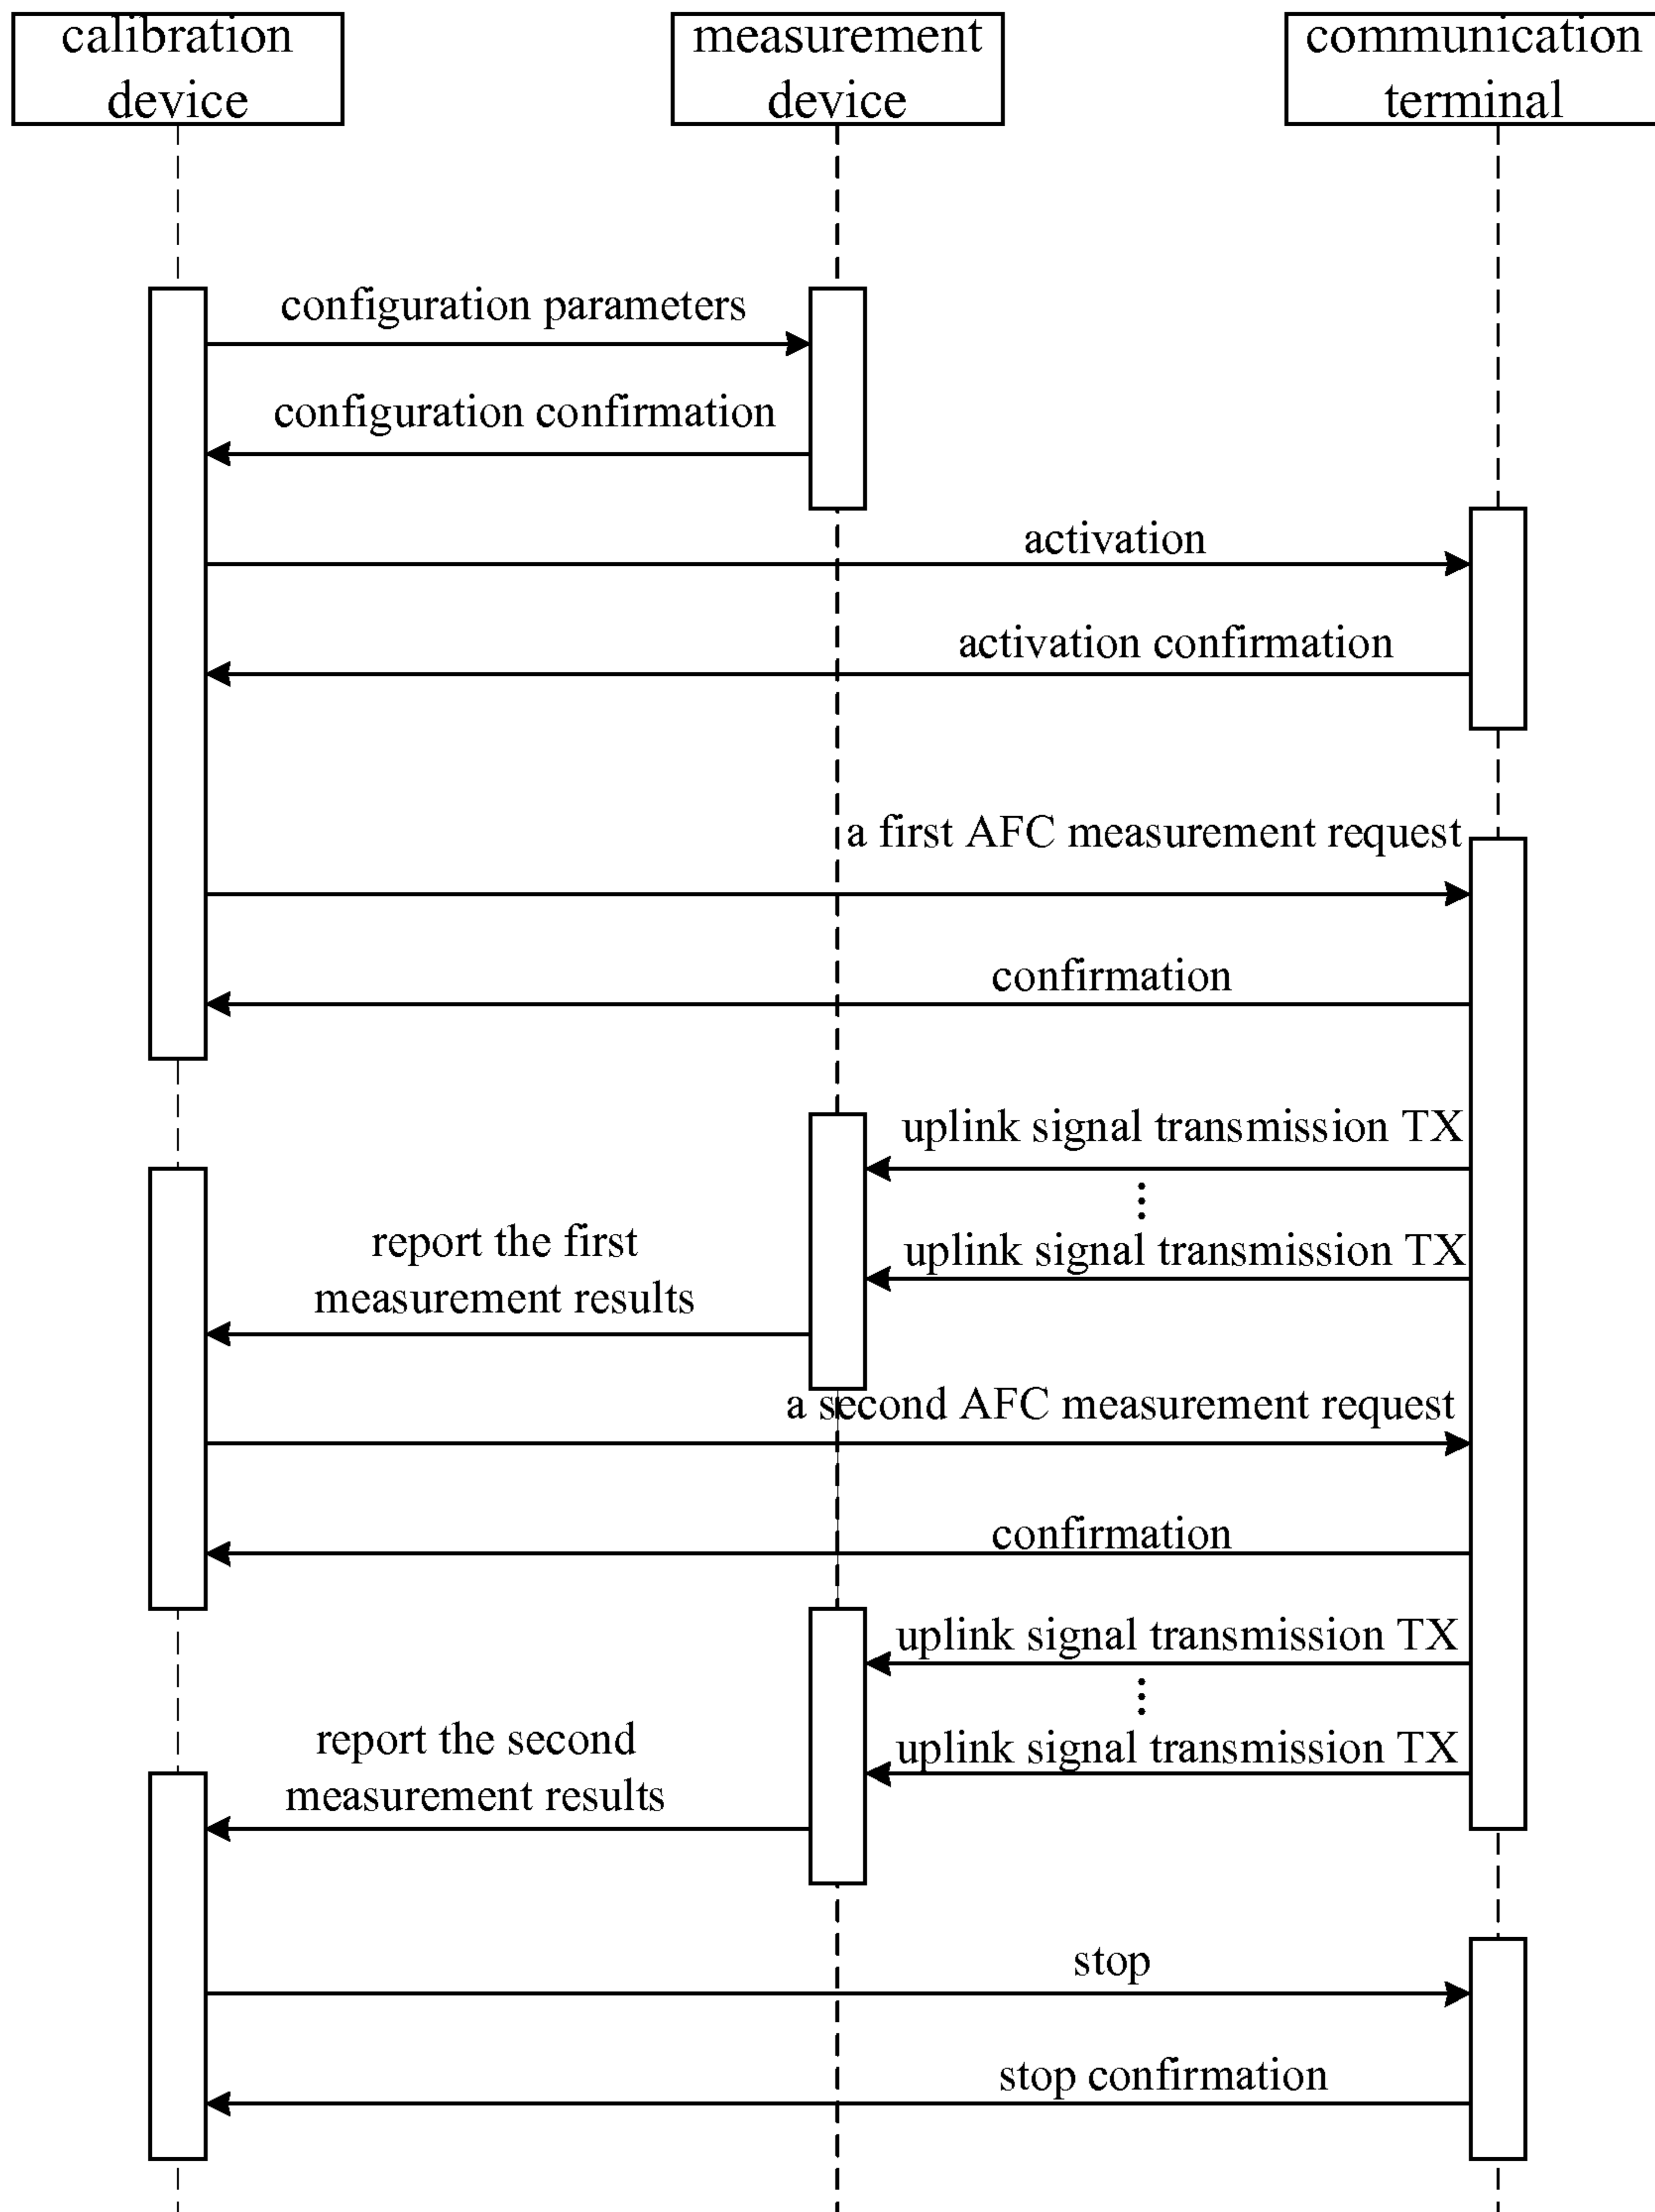 calibration
device
measurement
device
communication
terminal
configuration parameters
configuration confirmation
activation
activation confirmation
a first AFC measurement request
confirmation
uplink signal transmission TX
uplink signal transmission TX
report the first
measurement results
a second AFC measurement request
confirmation
uplink signal transmission TX
uplink signal transmission TX
report the second
measurement results
stop
stop confirmation